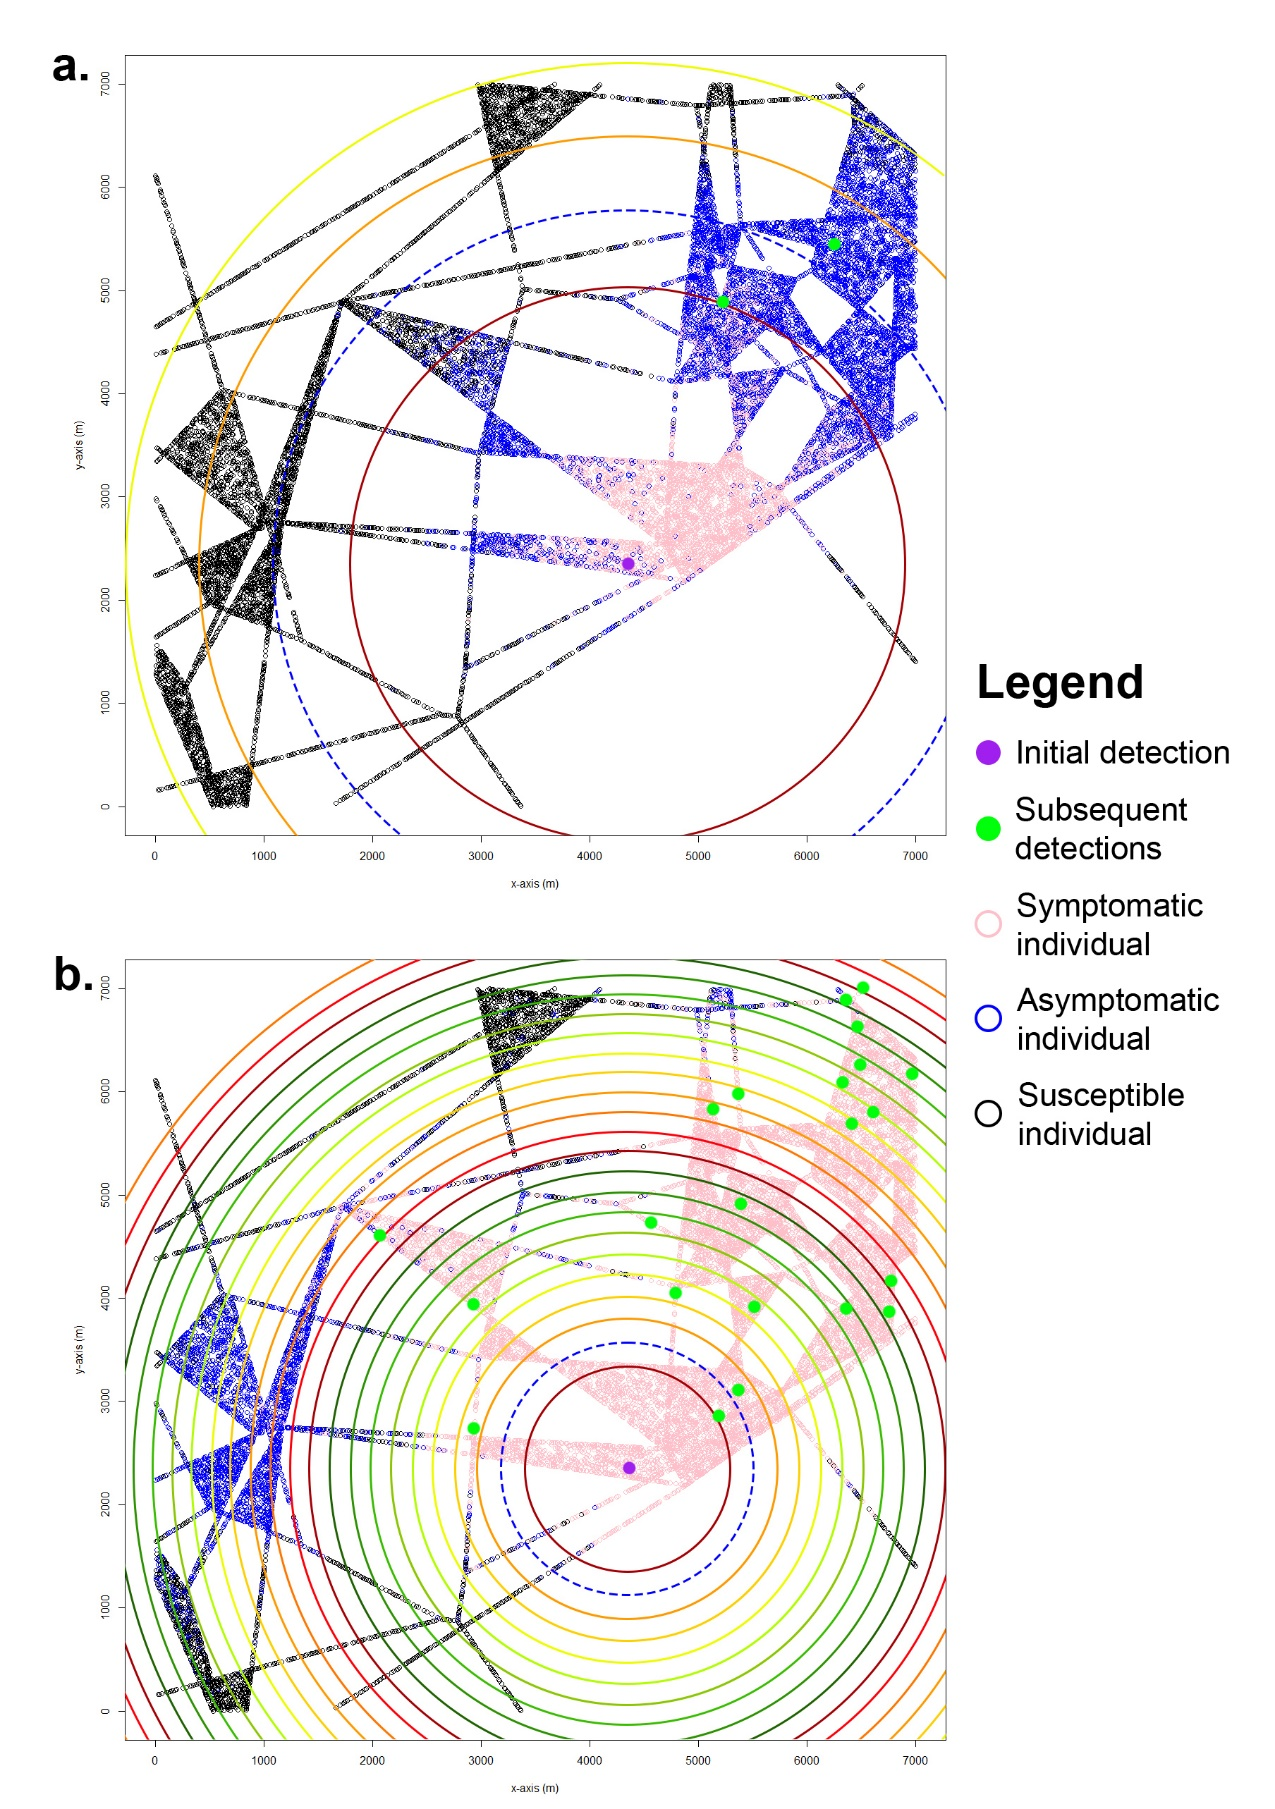 a.
7000
6000
5000
4000
3000
2000
1000
0
y-axis (m)
0 1000 2000 3000 4000 5000 6000 7000
x-axis (m)
Legend
Initial detection
Subsequent
detections
Symptomatic
individual
Asymptomatic
individual
Susceptible
individual
b.
7000
6000
5000
4000
3000
2000
1000
0
y-axis (m)
0 1000 2000 3000 4000 5000 6000 7000
x-axis (m)